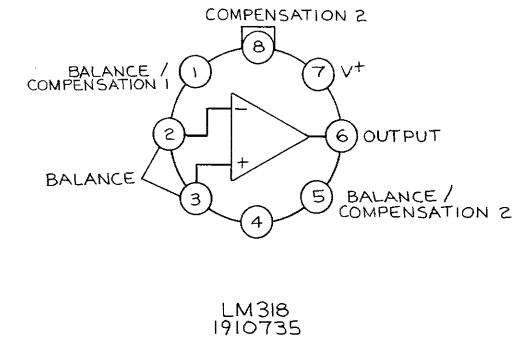 COMPENSATION 2
8
BALANCE /
COMPENSATION 1
1
7 V+
2
−
6 OUTPUT
+
BALANCE
3
5
BALANCE /
COMPENSATION 2
4
LM318
1910735